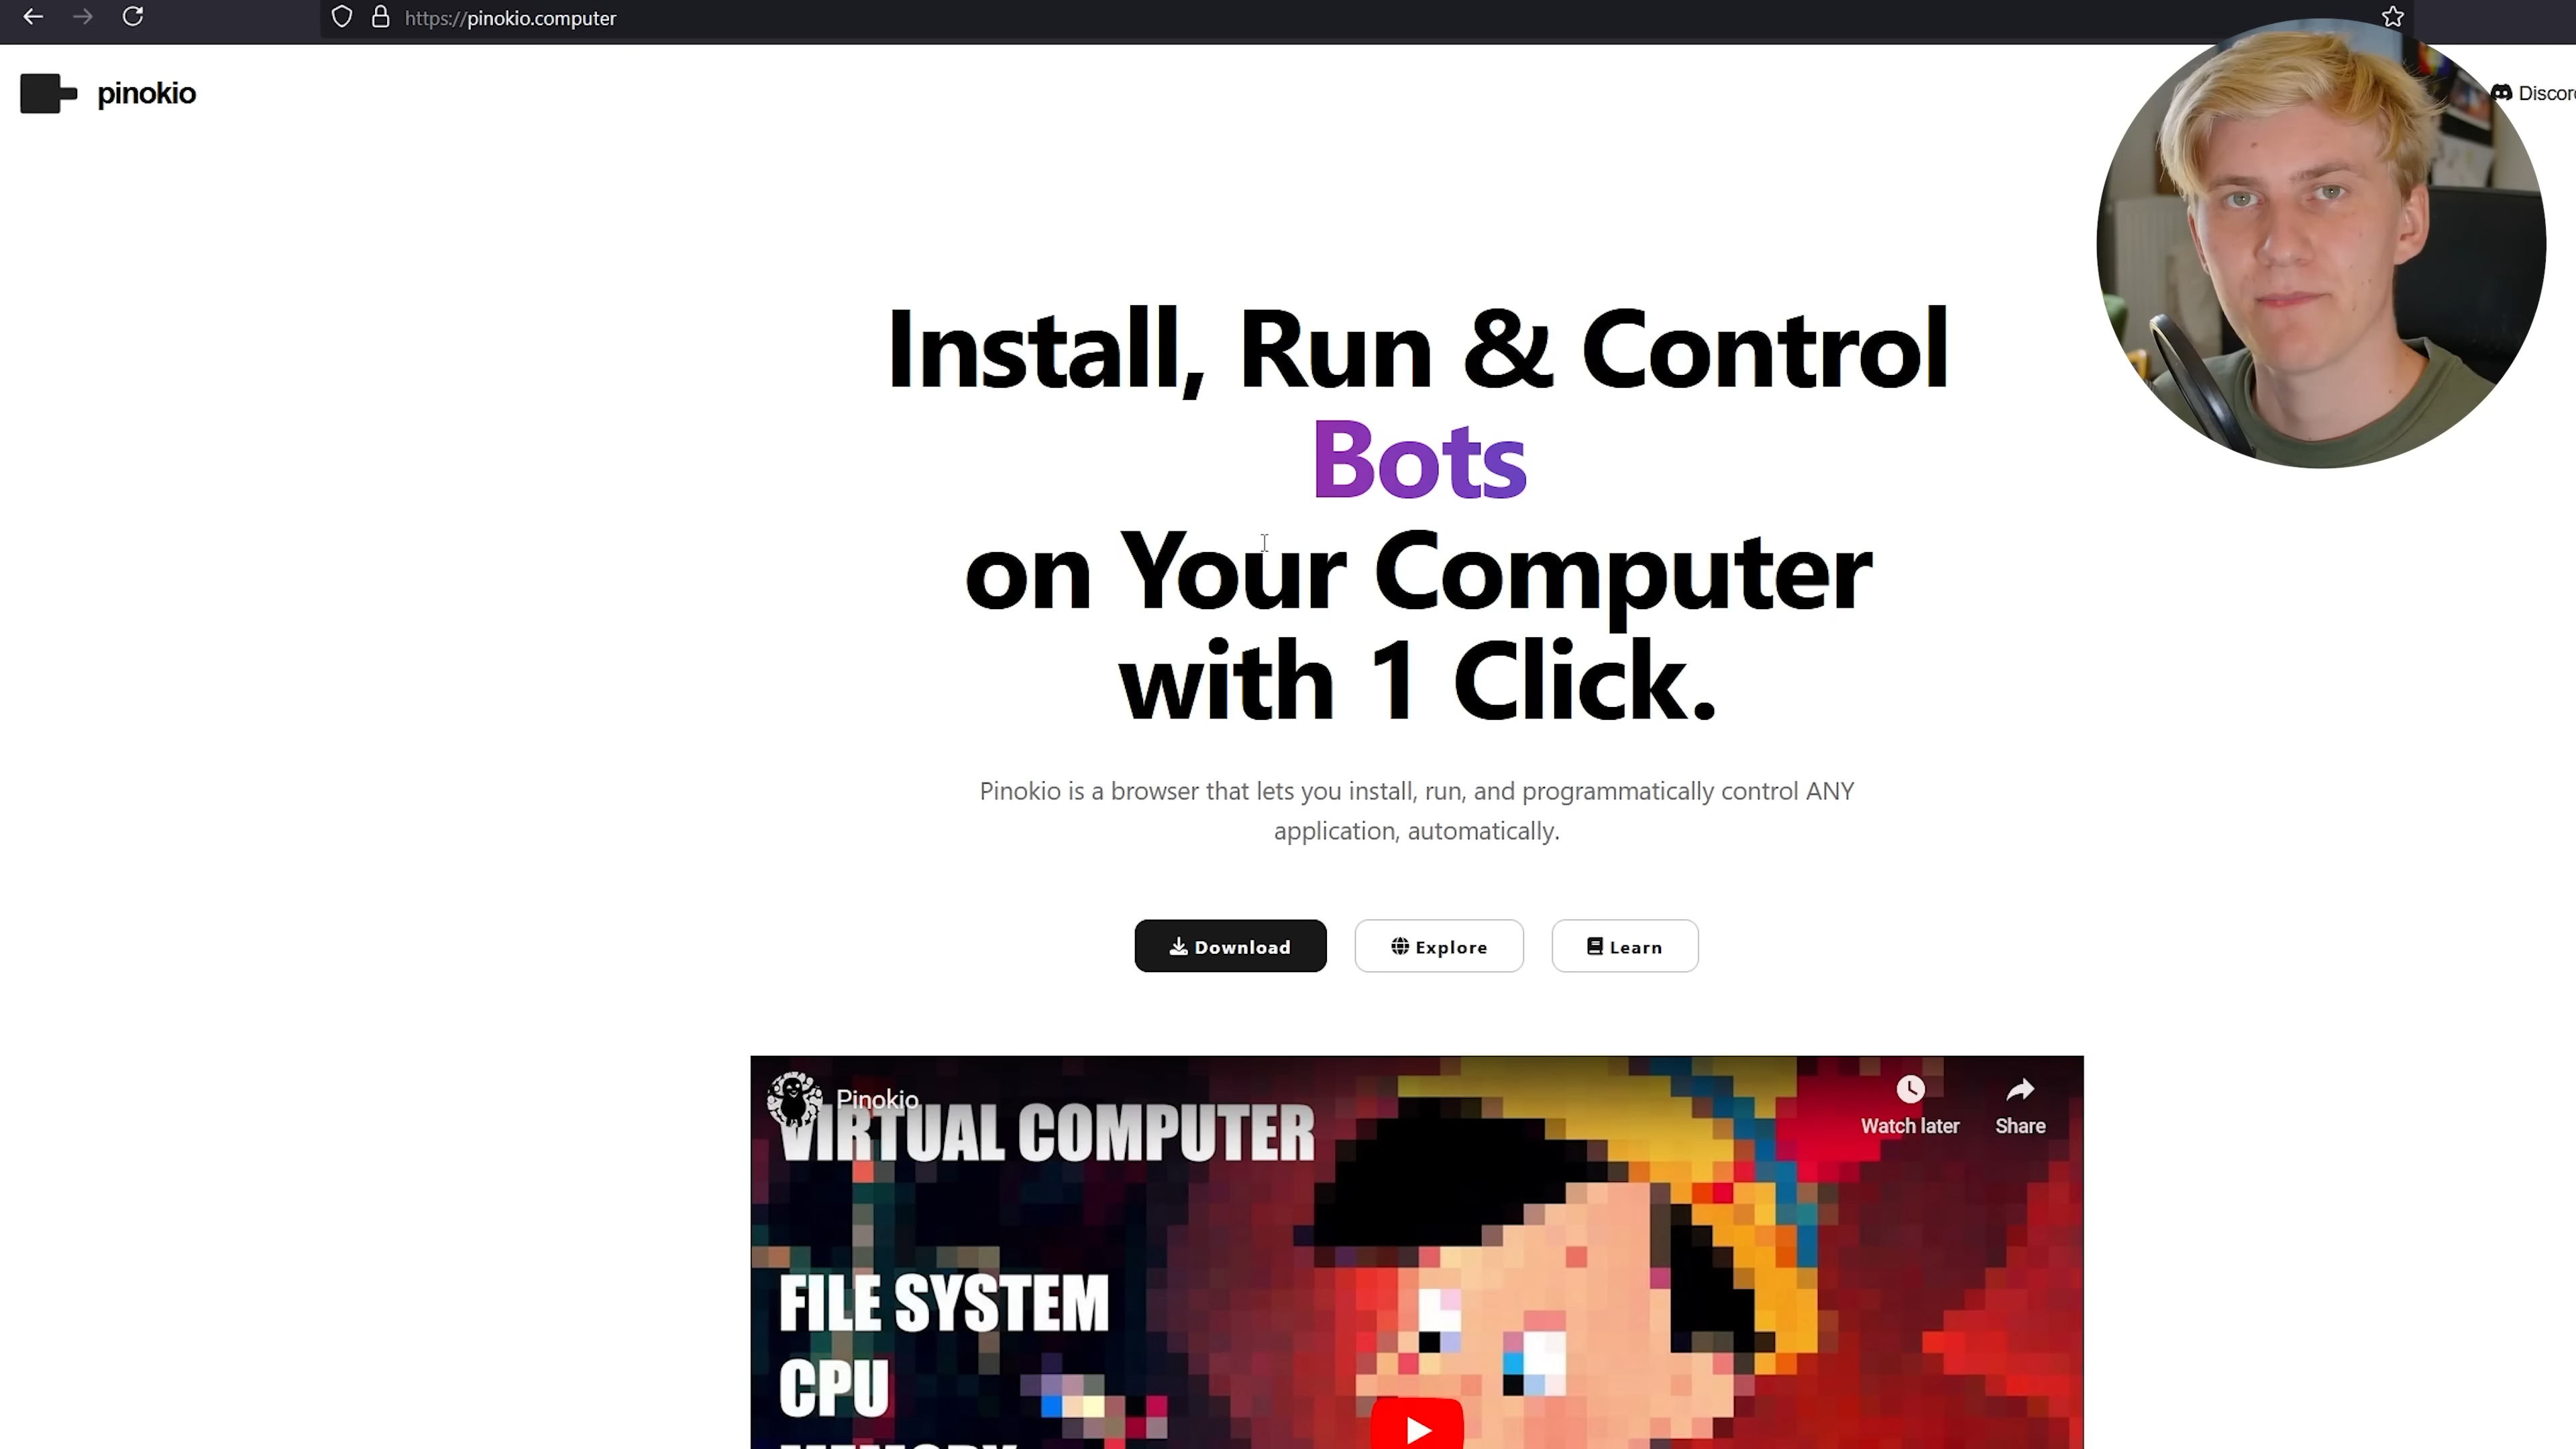 https://pinokio.computer
pinokio
Install, Run & Control
Bots
on Your Computer
with 1 Click.
Pinokio is a browser that lets you install, run, and programmatically control ANY
application, automatically.
Download
Explore
Learn
Pinokio
VIRTUAL COMPUTER
Watch later
Share
FILE SYSTEM
CPU